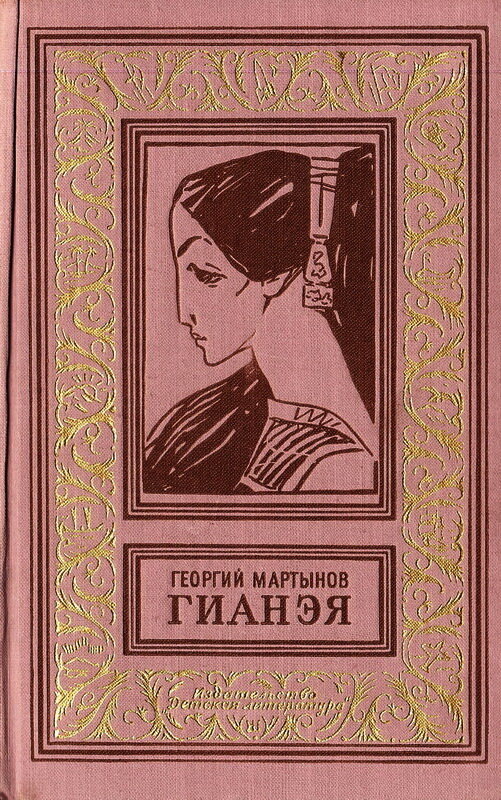 ГЕОРГИЙ МАРТЫНОВ
ГИАНЭЯ
Издательство
Детская литература